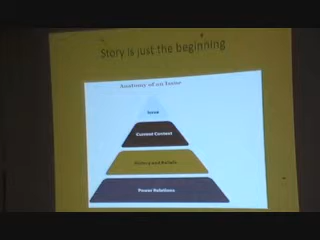 Story is just the beginning
Anatomy of an Issue
Issue
Current Context
History and Beliefs
Power Relations